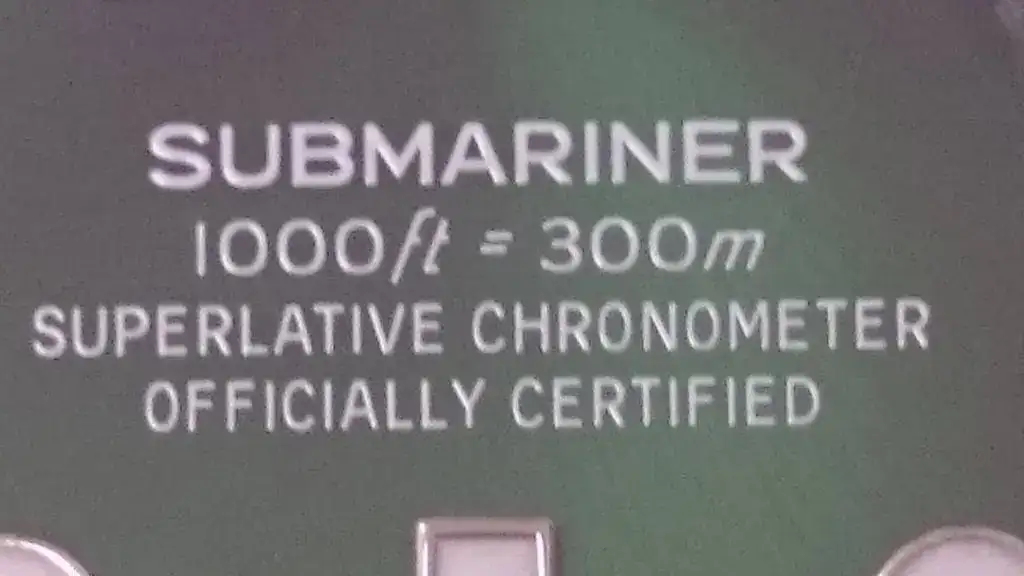 SUBMARINER
1000ft = 300m
SUPERLATIVE CHRONOMETER
OFFICIALLY CERTIFIED